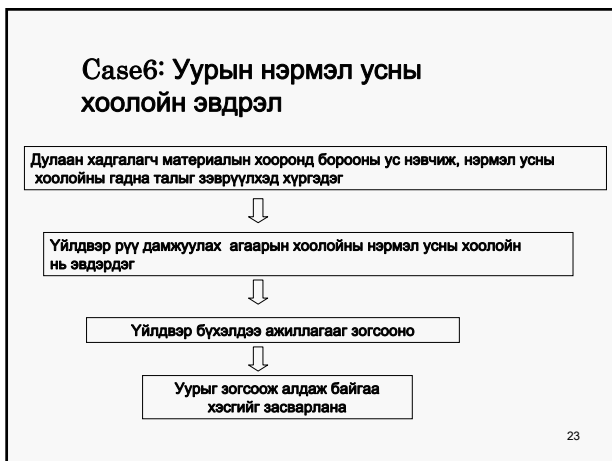 Case6: Уурын нэрмэл усны
хоолойн эвдрэл
Дулаан хадгалагч материалын хооронд борооны ус нэвчиж, нэрмэл усны
хоолойны гадна талыг зэврүүлхэд хүргэдэг
Үйлдвэр рүү дамжуулах агаарын хоолойны нэрмэл усны хоолойн
нь эвдэрдэг
Үйлдвэр бүхэлдээ ажиллагааг зогсооно
Уурыг зогсоож алдаж байгаа
хэсгийг засварлана
23